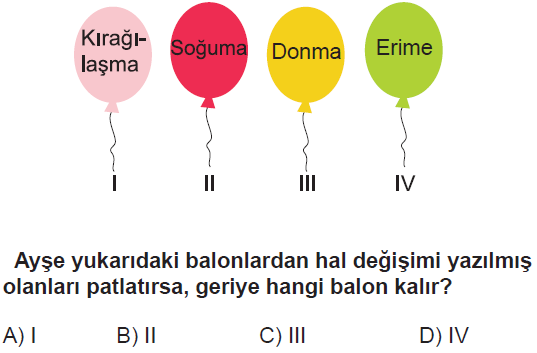 Kırağı-
laşma
Soğuma
Donma
Erime
I
II
III
IV
Ayşe yukarıdaki balonlardan hal değişimi yazılmış
olanları patlatırsa, geriye hangi balon kalır?
A) I B) II C) III D) IV